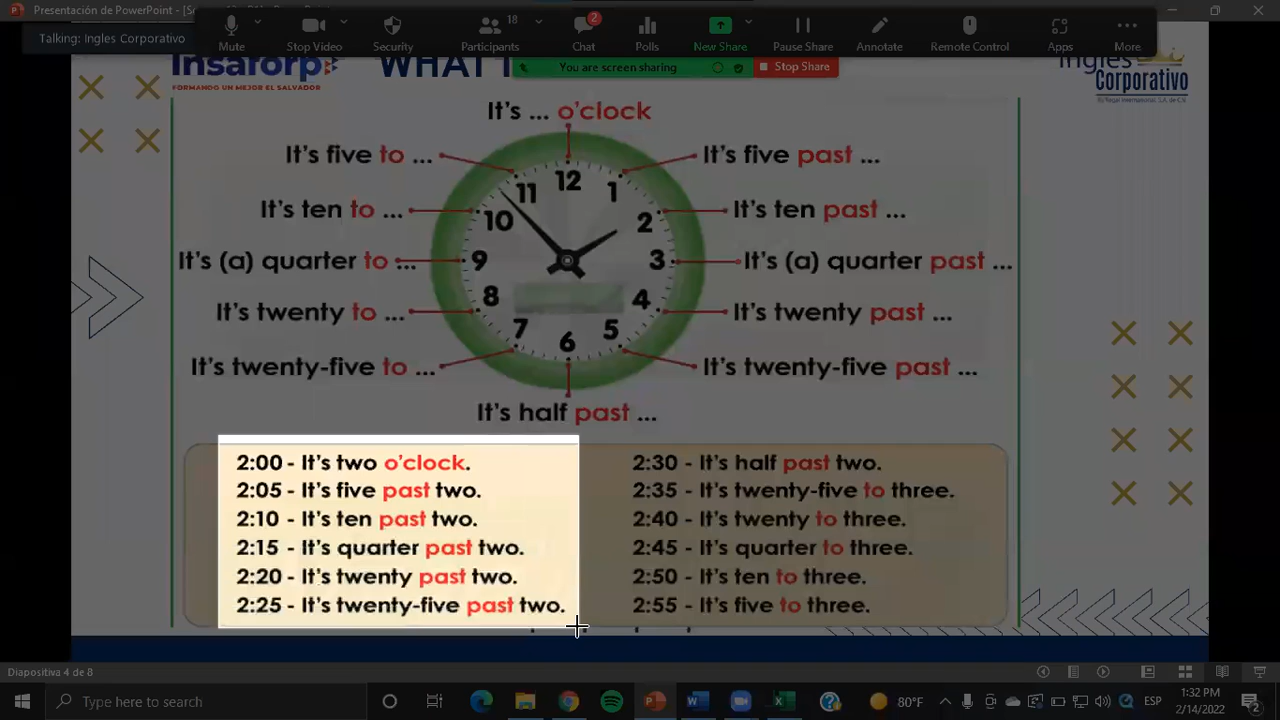 Presentación de PowerPoint - [S
Talking: Ingles Corporativo
Mute
Stop Video
Security
18
Participants
2
Chat
Polls
New Share
Pause Share
Annotate
Remote Control
Apps
More
You are screen sharing
Stop Share
Insaforp
FORMANDO UN MEJOR EL SALVADOR
WHAT T
Ingles
Corporativo
It's ... o'clock
It's five to ...
It's five past ...
It's ten to ...
It's ten past ...
It's (a) quarter to ...
It's (a) quarter past ...
It's twenty to ...
It's twenty past ...
It's twenty-five to ...
It's twenty-five past ...
It's half past ...
12
1
2
3
4
5
6
7
8
9
10
11
2:00 - It's two o'clock.
2:05 - It's five past two.
2:10 - It's ten past two.
2:15 - It's quarter past two.
2:20 - It's twenty past two.
2:25 - It's twenty-five past two.
2:30 - It's half past two.
2:35 - It's twenty-five to three.
2:40 - It's twenty to three.
2:45 - It's quarter to three.
2:50 - It's ten to three.
2:55 - It's five to three.
Diapositiva 4 de 8
Type here to search
80°F
ESP
1:32 PM
2/14/2022
2